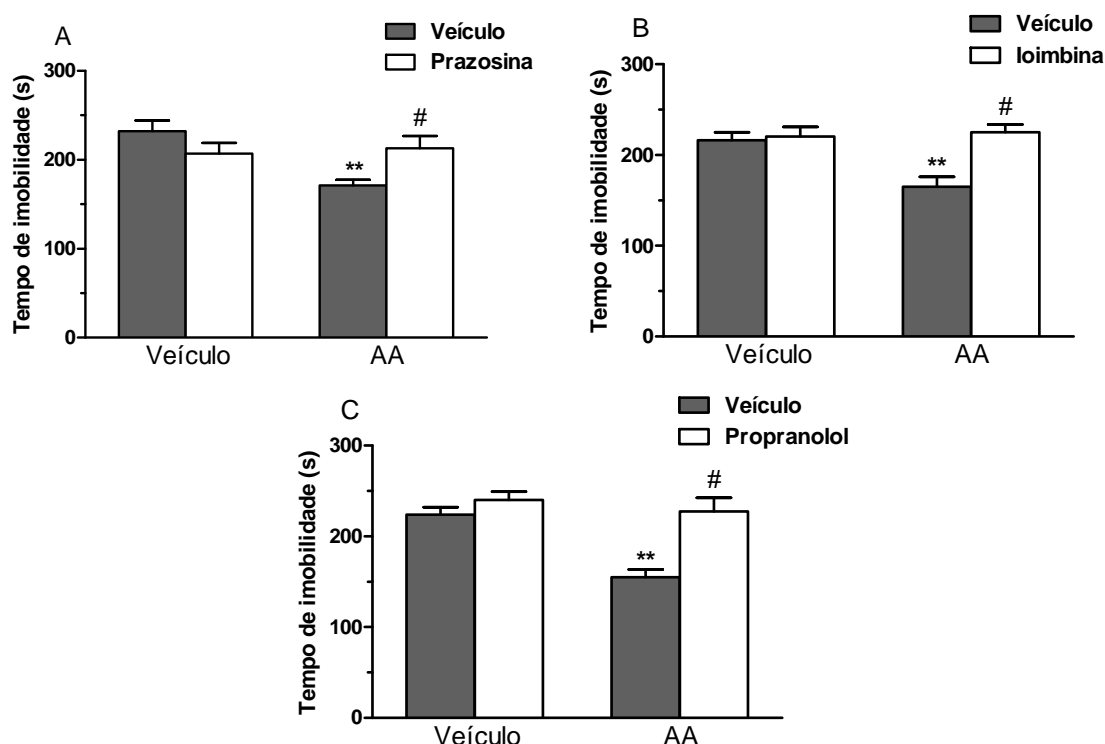 A
Veículo
Prazosina
Tempo de imobilidade (s)
300
200
100
0
**
#
Veículo
AA
B
Veículo
Ioimbina
Tempo de imobilidade (s)
300
200
100
0
**
#
Veículo
AA
C
Veículo
Propranolol
Tempo de imobilidade (s)
300
200
100
0
**
#
Veículo
AA